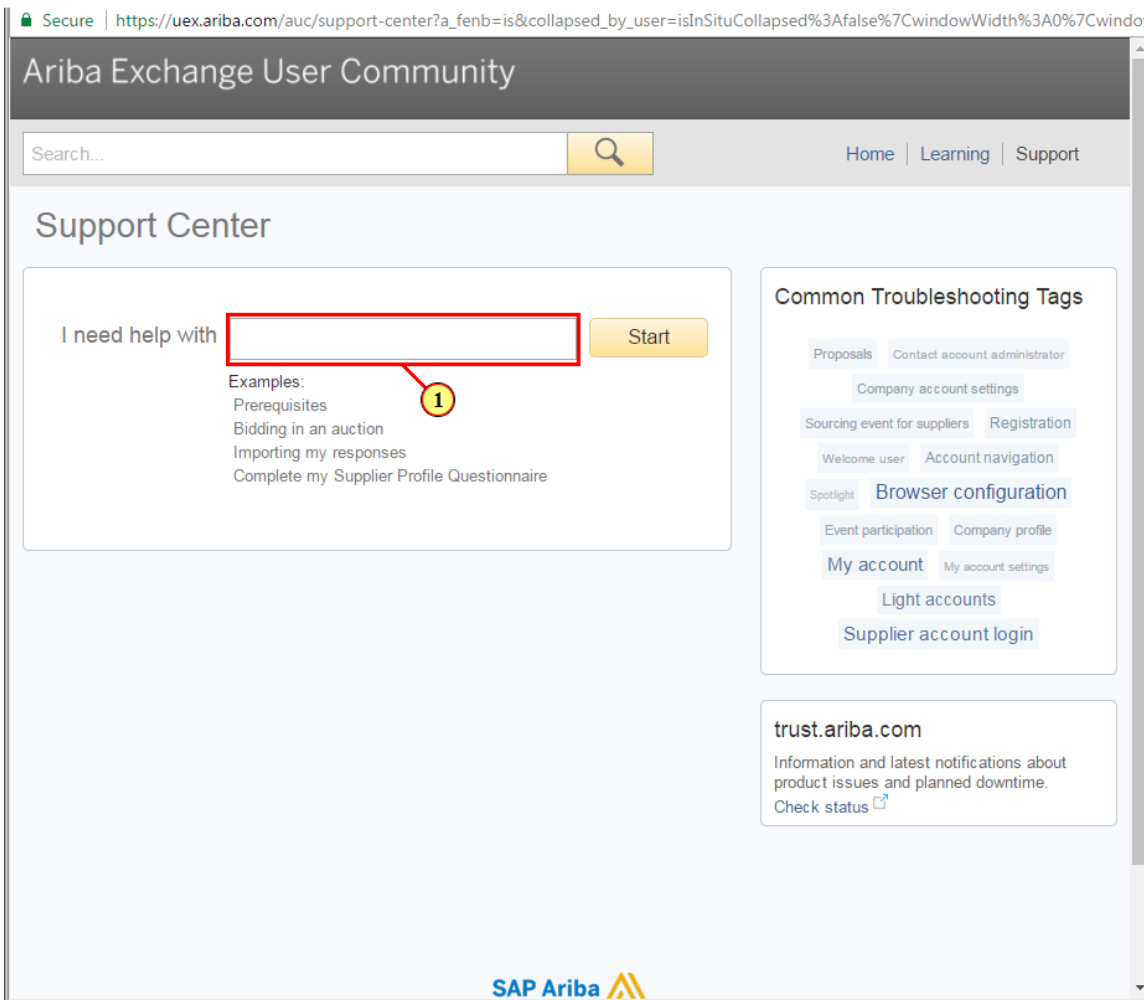 Secure | https://uex.ariba.com/auc/support-center?a_fenb=is&collapsed_by_user=isInSituCollapsed%3Afalse%7CwindowWidth%3A0%7Cwindo
Ariba Exchange User Community
Search...
Home | Learning | Support
Support Center
I need help with
Start
1
Examples:
Prerequisites
Bidding in an auction
Importing my responses
Complete my Supplier Profile Questionnaire
Common Troubleshooting Tags
Proposals Contact account administrator
Company account settings
Sourcing event for suppliers Registration
Welcome user Account navigation
Spotlight Browser configuration
Event participation Company profile
My account My account settings
Light accounts
Supplier account login
trust.ariba.com
Information and latest notifications about
product issues and planned downtime.
Check status
SAP Ariba